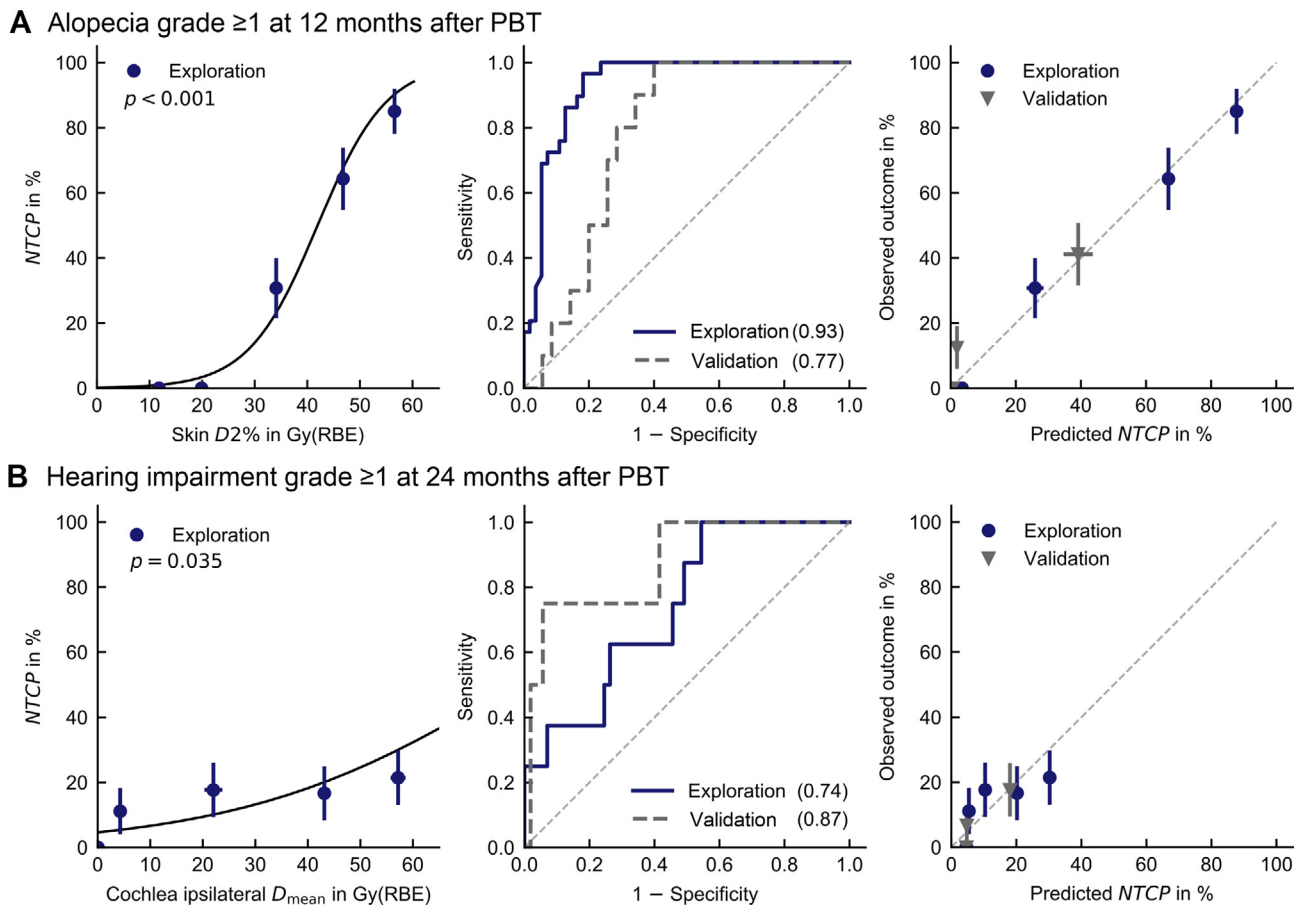 A Alopecia grade ≥1 at 12 months after PBT
100
80
60
40
20
0
NTCP in %
Exploration
p < 0.001
0 10 20 30 40 50 60
Skin D2% in Gy(RBE)
1.0
0.8
0.6
0.4
0.2
0.0
Sensitivity
Exploration (0.93)
Validation (0.77)
0.0 0.2 0.4 0.6 0.8 1.0
1 − Specificity
100
80
60
40
20
0
Observed outcome in %
Exploration
Validation
0 20 40 60 80 100
Predicted NTCP in %
B Hearing impairment grade ≥1 at 24 months after PBT
100
80
60
40
20
0
NTCP in %
Exploration
p = 0.035
0 10 20 30 40 50 60
Cochlea ipsilateral Dmean in Gy(RBE)
1.0
0.8
0.6
0.4
0.2
0.0
Sensitivity
Exploration (0.74)
Validation (0.87)
0.0 0.2 0.4 0.6 0.8 1.0
1 − Specificity
100
80
60
40
20
0
Observed outcome in %
Exploration
Validation
0 20 40 60 80 100
Predicted NTCP in %